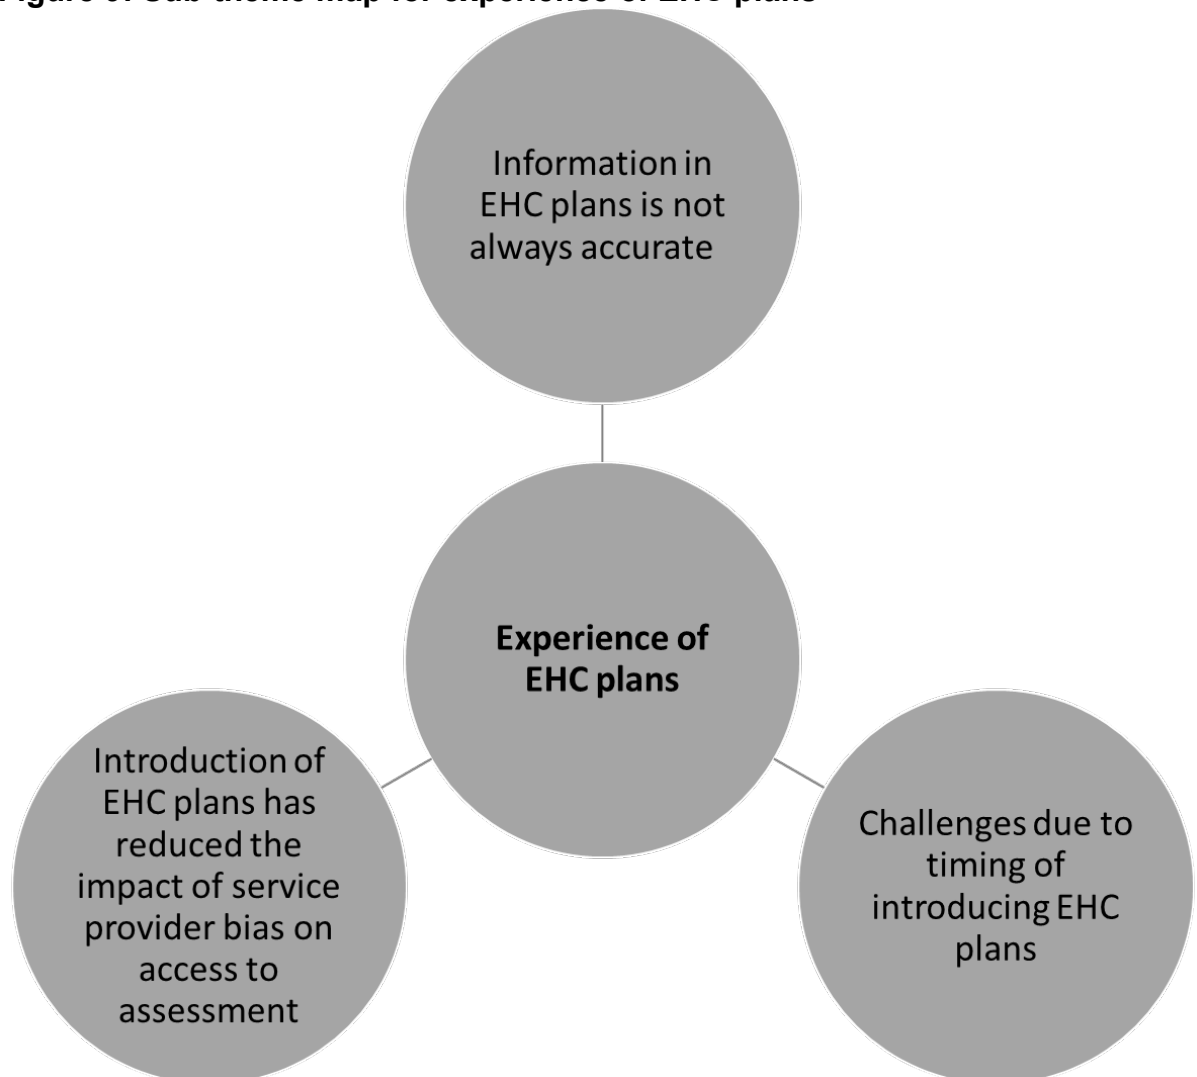 Information in
EHC plans is not
always accurate
Experience of
EHC plans
Introduction of
EHC plans has
reduced the
impact of service
provider bias on
access to
assessment
Challenges due to
timing of
introducing EHC
plans